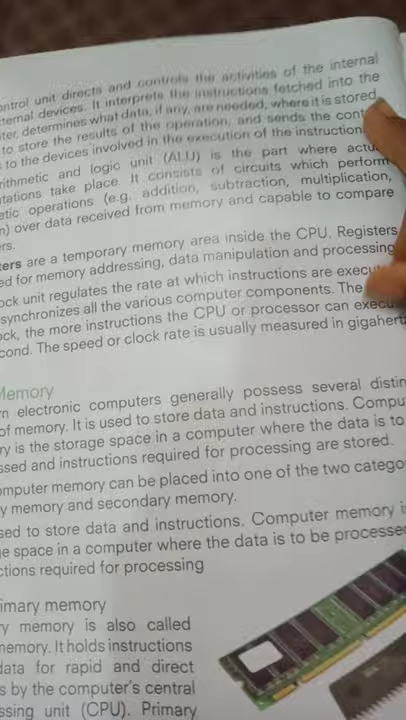 ontrol unit directs and controls the activities of the internal
ternal devices. It interprets the instructions fetched into the
ter, determines what data, if any, are needed, where it is stored,
to store the results of the operation, and sends the cont
s to the devices involved in the execution of the instruction
rithmetic and logic unit (ALU) is the part where actu
utations take place. It consists of circuits which perform
etic operations (e.g. addition, subtraction, multiplication,
n) over data received from memory and capable to compare
ers.
ters are a temporary memory area inside the CPU. Registers
ed for memory addressing, data manipulation and processing
ock unit regulates the rate at which instructions are execu
synchronizes all the various computer components. The
ock, the more instructions the CPU or processor can execu
cond. The speed or clock rate is usually measured in gigahert
Memory
rn electronic computers generally possess several distin
of memory. It is used to store data and instructions. Compu
ry is the storage space in a computer where the data is to
ssed and instructions required for processing are stored.
omputer memory can be placed into one of the two catego
y memory and secondary memory.
sed to store data and instructions. Computer memory i
ge space in a computer where the data is to be processe
ctions required for processing
imary memory
ry memory is also called
memory. It holds instructions
data for rapid and direct
s by the computer's central
ssing unit (CPU). Primary